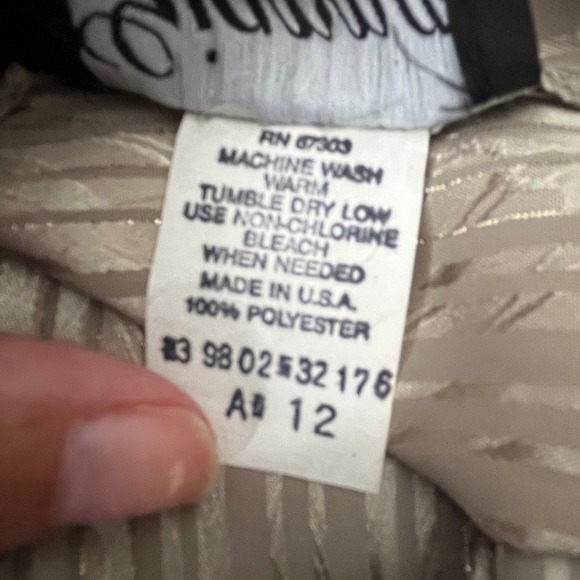 RN 67303
MACHINE WASH
WARM
TUMBLE DRY LOW
USE NON-CHLORINE
BLEACH
WHEN NEEDED
MADE IN U.S.A.
100% POLYESTER
98 02 32 176
12